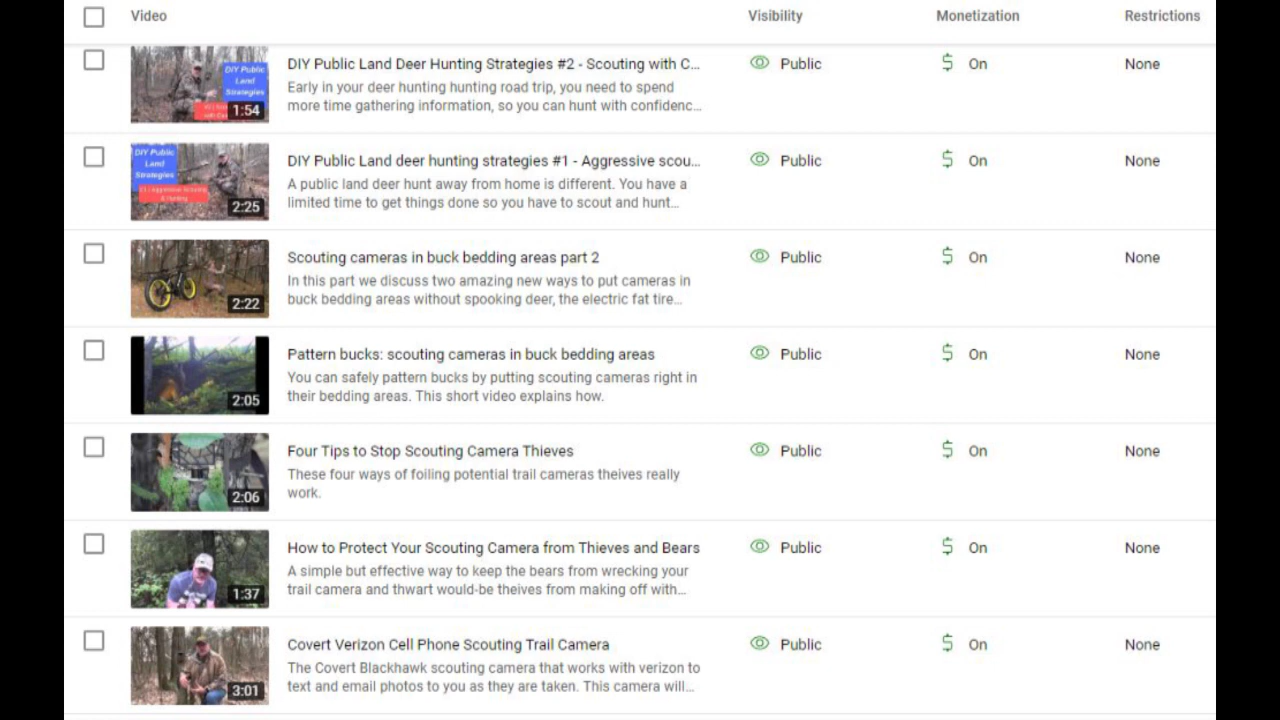 Video Visibility Monetization Restrictions
DIY Public
Land
Strategies
1:54
DIY Public Land Deer Hunting Strategies #2 - Scouting with C...
Early in your deer hunting hunting road trip, you need to spend
more time gathering information, so you can hunt with confidenc...
Public
On
None
DIY Public
Land
Strategies
2:25
DIY Public Land deer hunting strategies #1 - Aggressive scou...
A public land deer hunt away from home is different. You have a
limited time to get things done so you have to scout and hunt...
Public
On
None
2:22
Scouting cameras in buck bedding areas part 2
In this part we discuss two amazing new ways to put cameras in
buck bedding areas without spooking deer, the electric fat tire...
Public
On
None
2:05
Pattern bucks: scouting cameras in buck bedding areas
You can safely pattern bucks by putting scouting cameras right in
their bedding areas. This short video explains how.
Public
On
None
2:06
Four Tips to Stop Scouting Camera Thieves
These four ways of foiling potential trail cameras theives really
work.
Public
On
None
1:37
How to Protect Your Scouting Camera from Thieves and Bears
A simple but effective way to keep the bears from wrecking your
trail camera and thwart would-be theives from making off with...
Public
On
None
3:01
Covert Verizon Cell Phone Scouting Trail Camera
The Covert Blackhawk scouting camera that works with verizon to
text and email photos to you as they are taken. This camera will...
Public
On
None